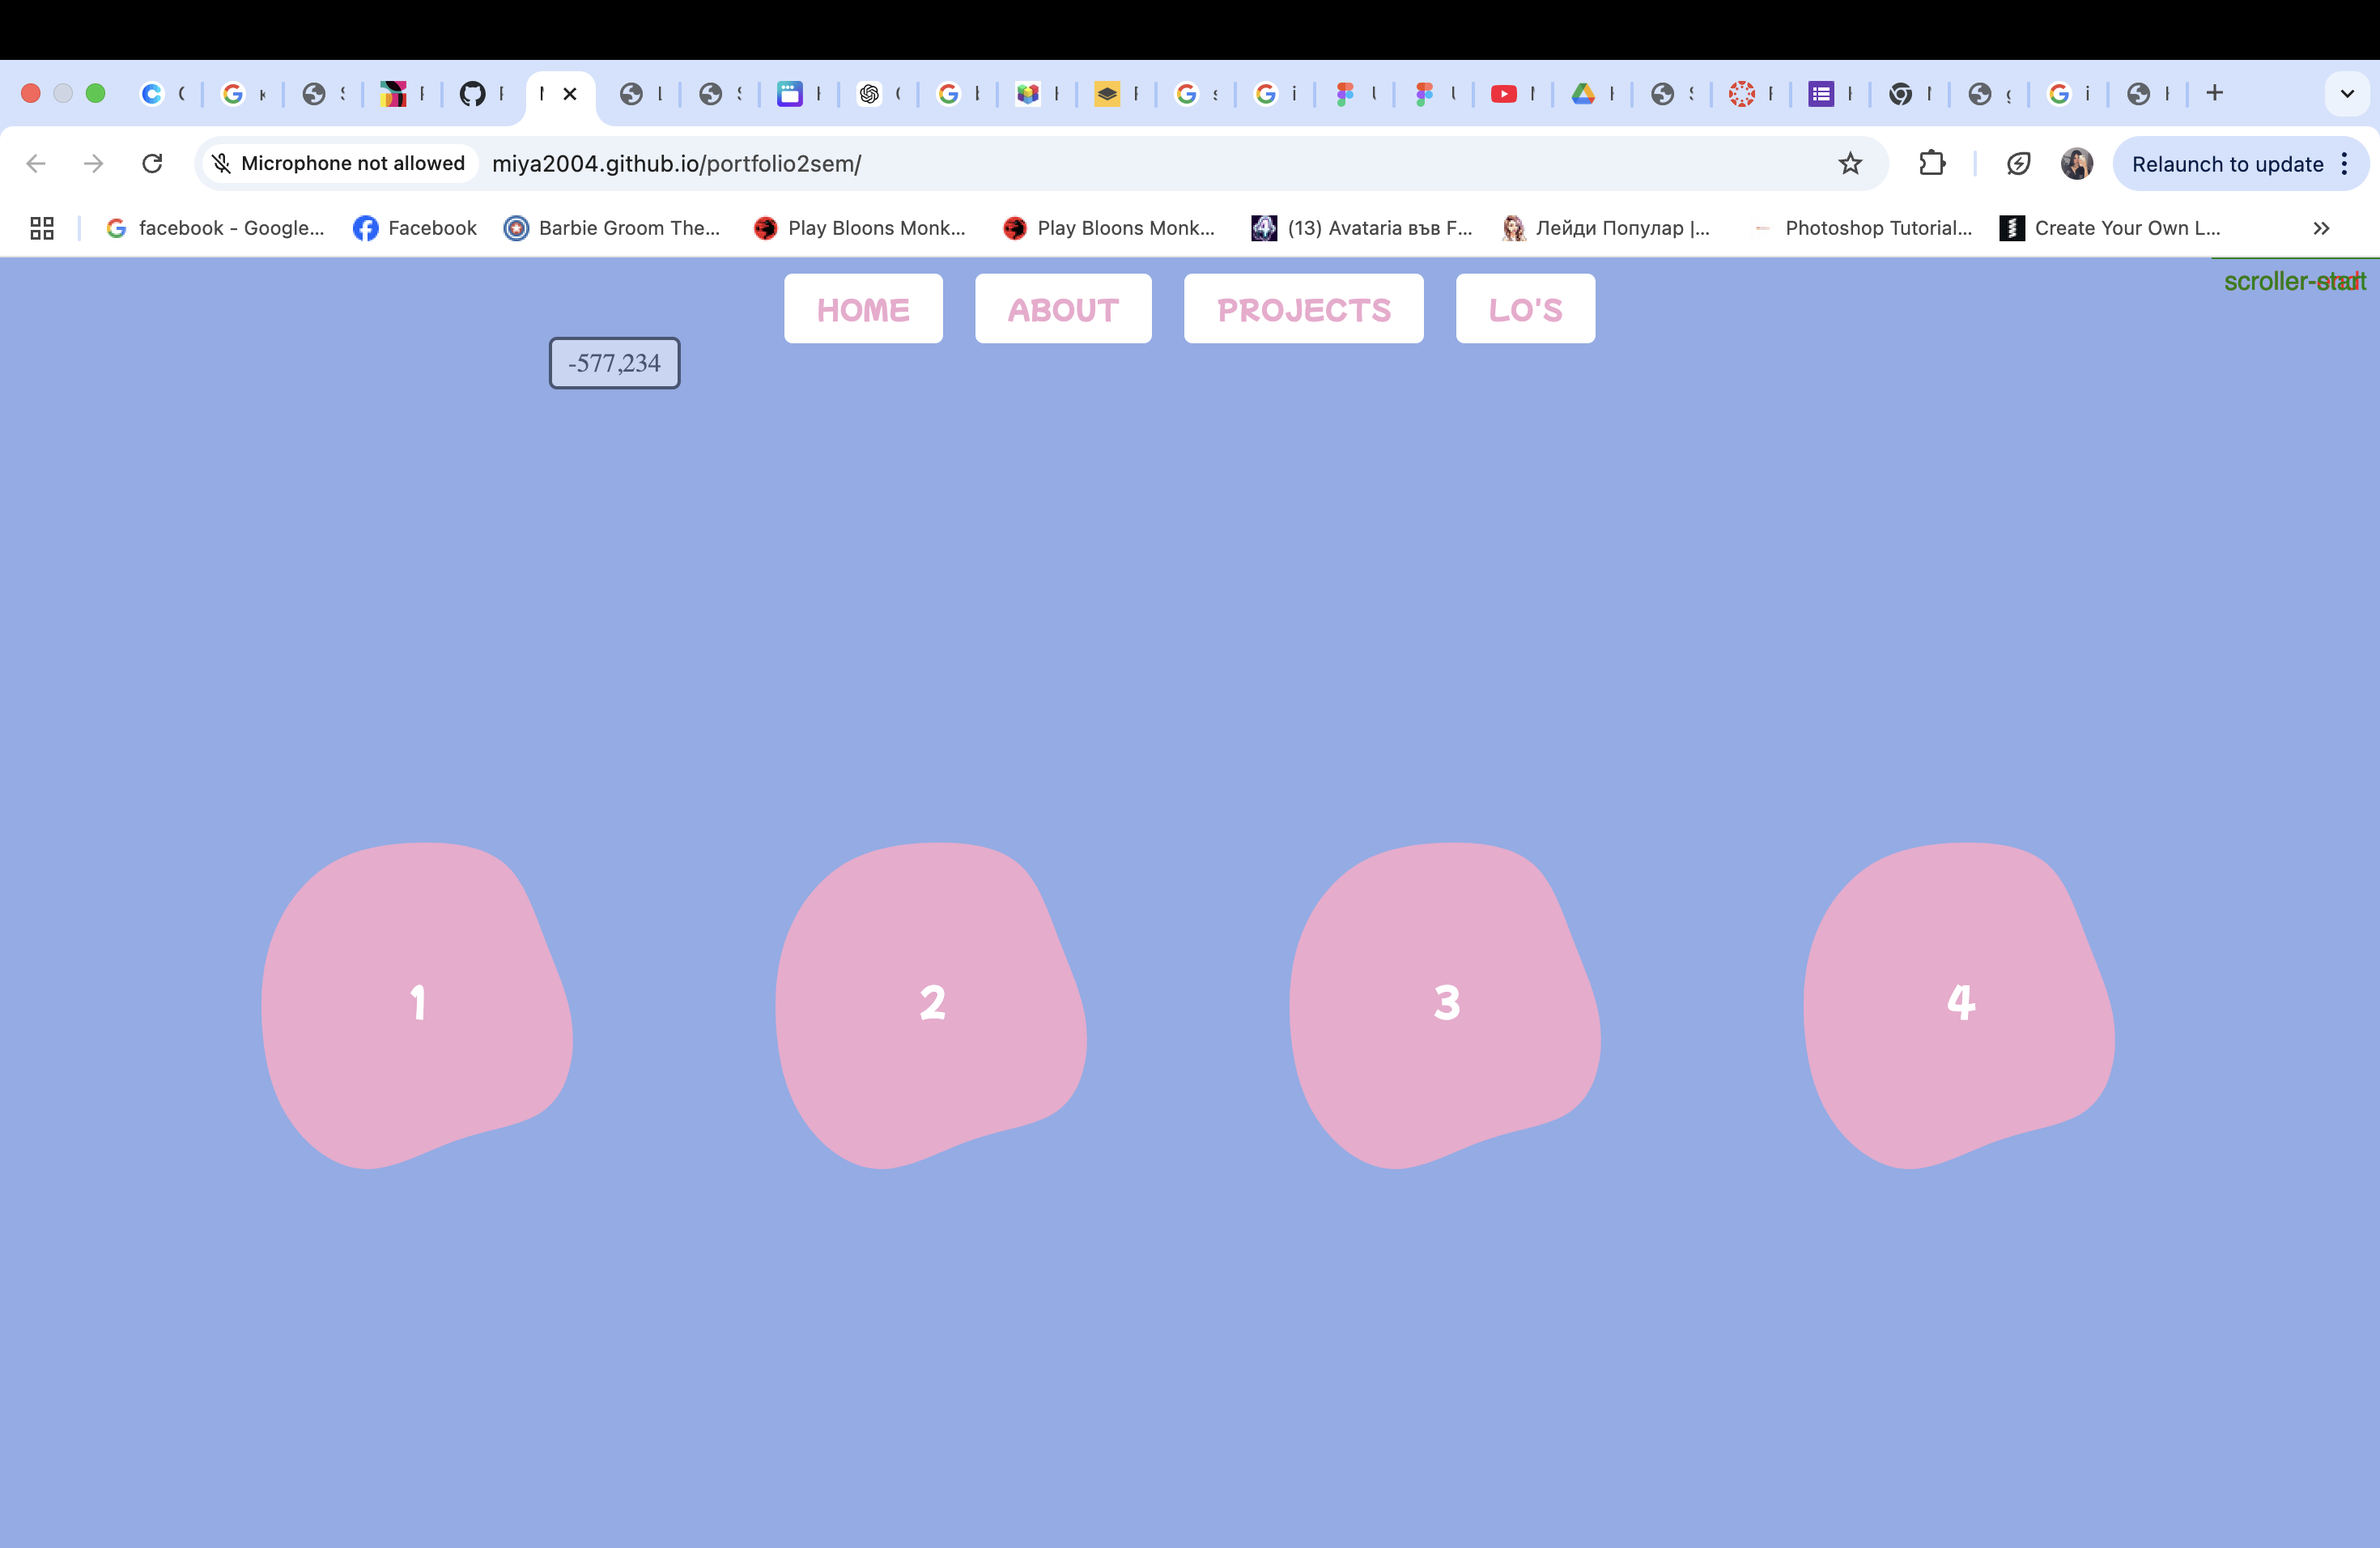 Microphone not allowed
miya2004.github.io/portfolio2sem/
Relaunch to update
facebook - Google...
Facebook
Barbie Groom The...
Play Bloons Monk...
Play Bloons Monk...
(13) Avataria във F...
Лейди Популар |...
Photoshop Tutorial...
Create Your Own L...
HOME
ABOUT
PROJECTS
LO'S
scroller-start
-577,234
1
2
3
4